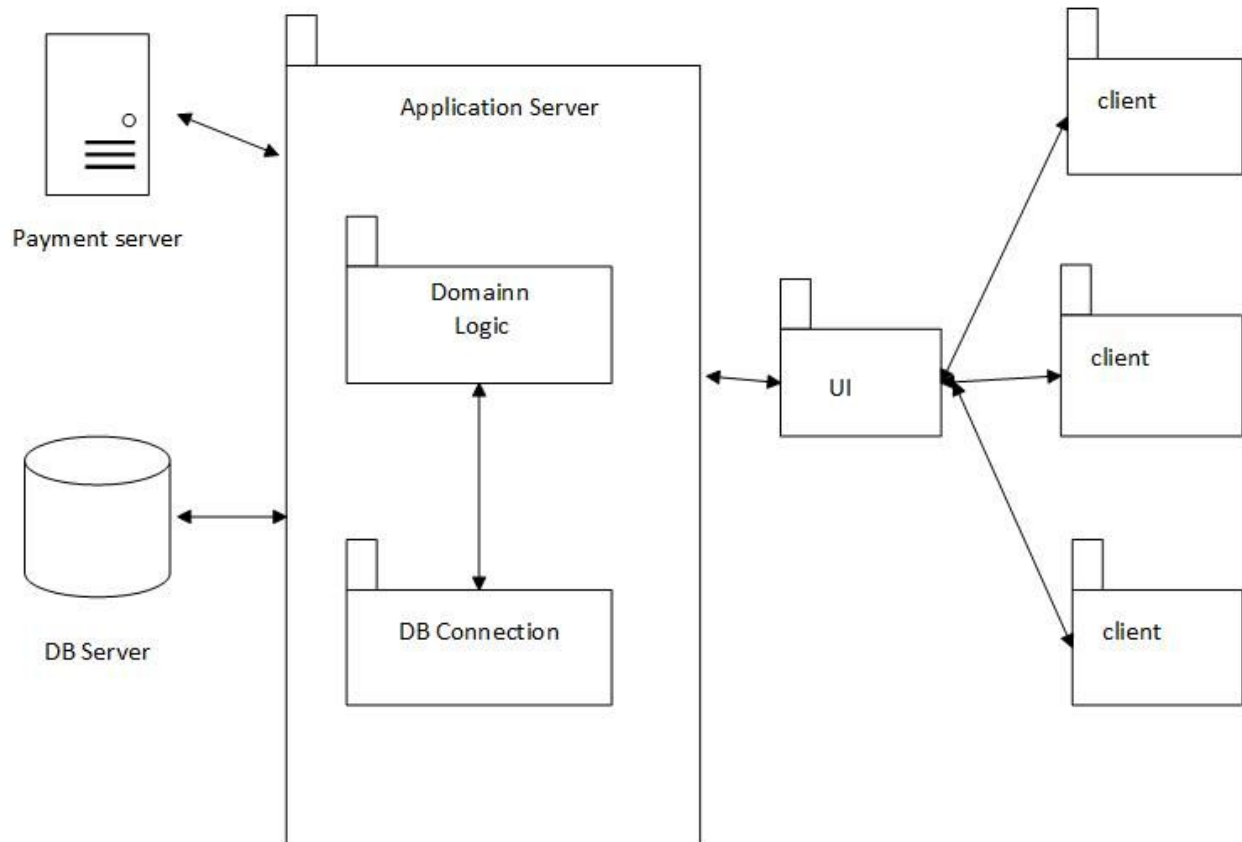 Application Server
client
Payment server
Domainn
Logic
client
UI
DB Connection
client
DB Server